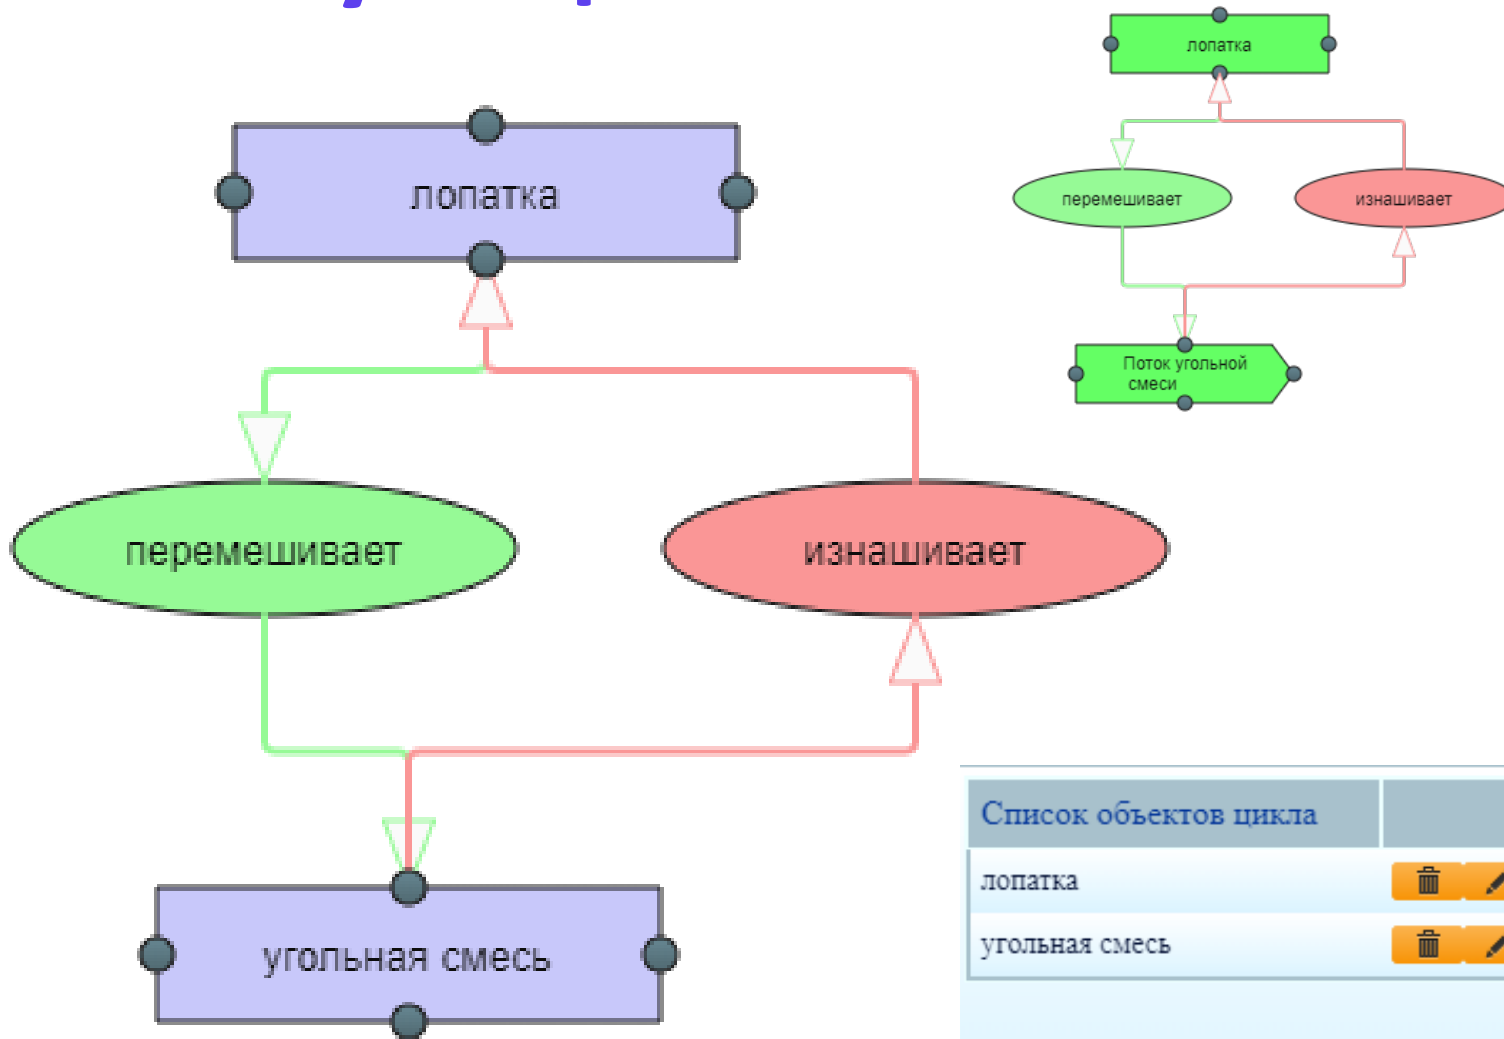 лопатка
перемешивает
изнашивает
угольная смесь
лопатка
перемешивает
изнашивает
Поток угольной
смеси
Список объектов цикла
лопатка
угольная смесь